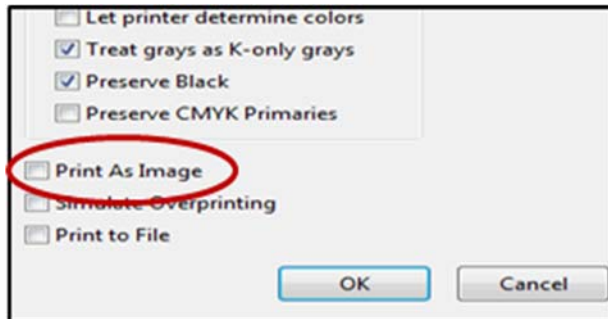 Let printer determine colors
Treat grays as K-only grays
Preserve Black
Preserve CMYK Primaries
Print As Image
Simulate Overprinting
Print to File
OK
Cancel